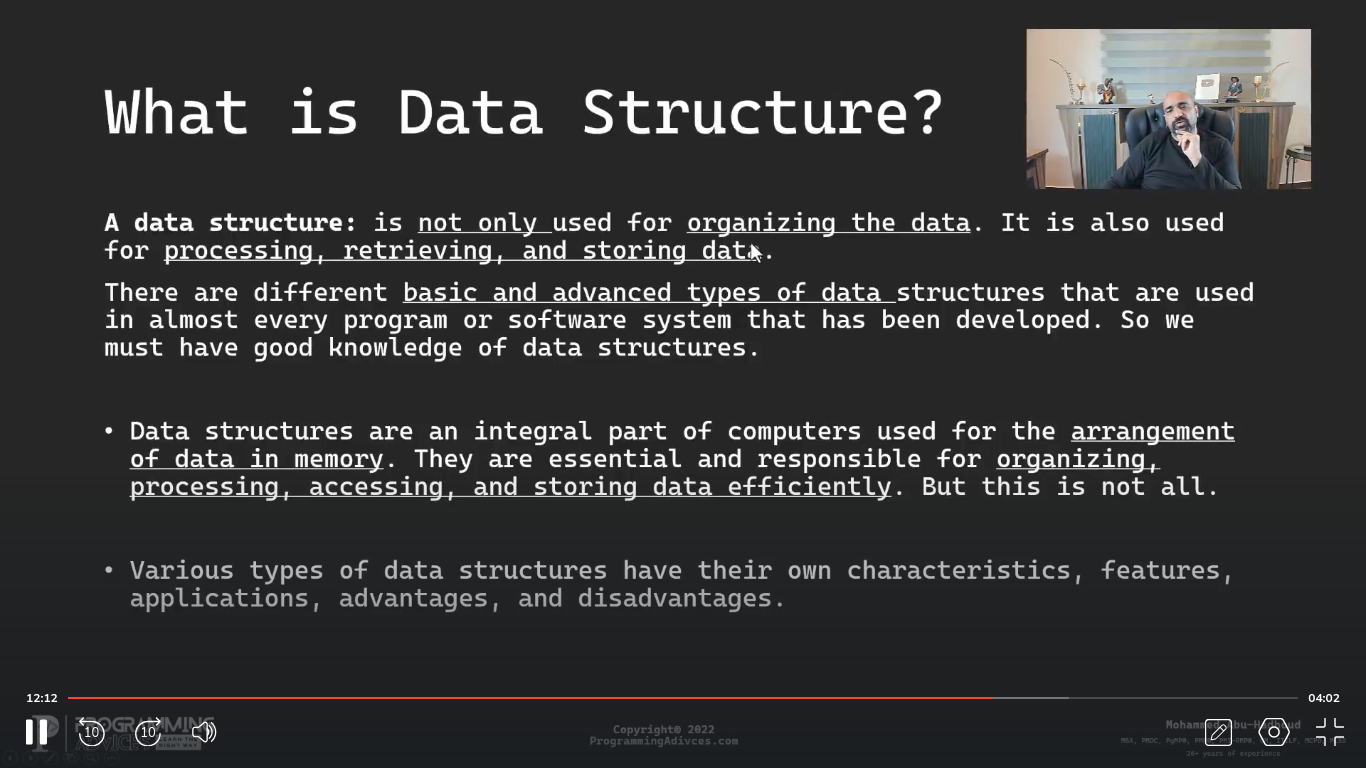 What is Data Structure?
A data structure: is not only used for organizing the data. It is also used
for processing, retrieving, and storing data.
There are different basic and advanced types of data structures that are used
in almost every program or software system that has been developed. So we
must have good knowledge of data structures.
• Data structures are an integral part of computers used for the arrangement
of data in memory. They are essential and responsible for organizing,
processing, accessing, and storing data efficiently. But this is not all.
• Various types of data structures have their own characteristics, features,
applications, advantages, and disadvantages.
12:12
04:02
10
10
PROGRAMMING
Copyright© 2022
ProgrammingAdivces.com
26+ years of experience